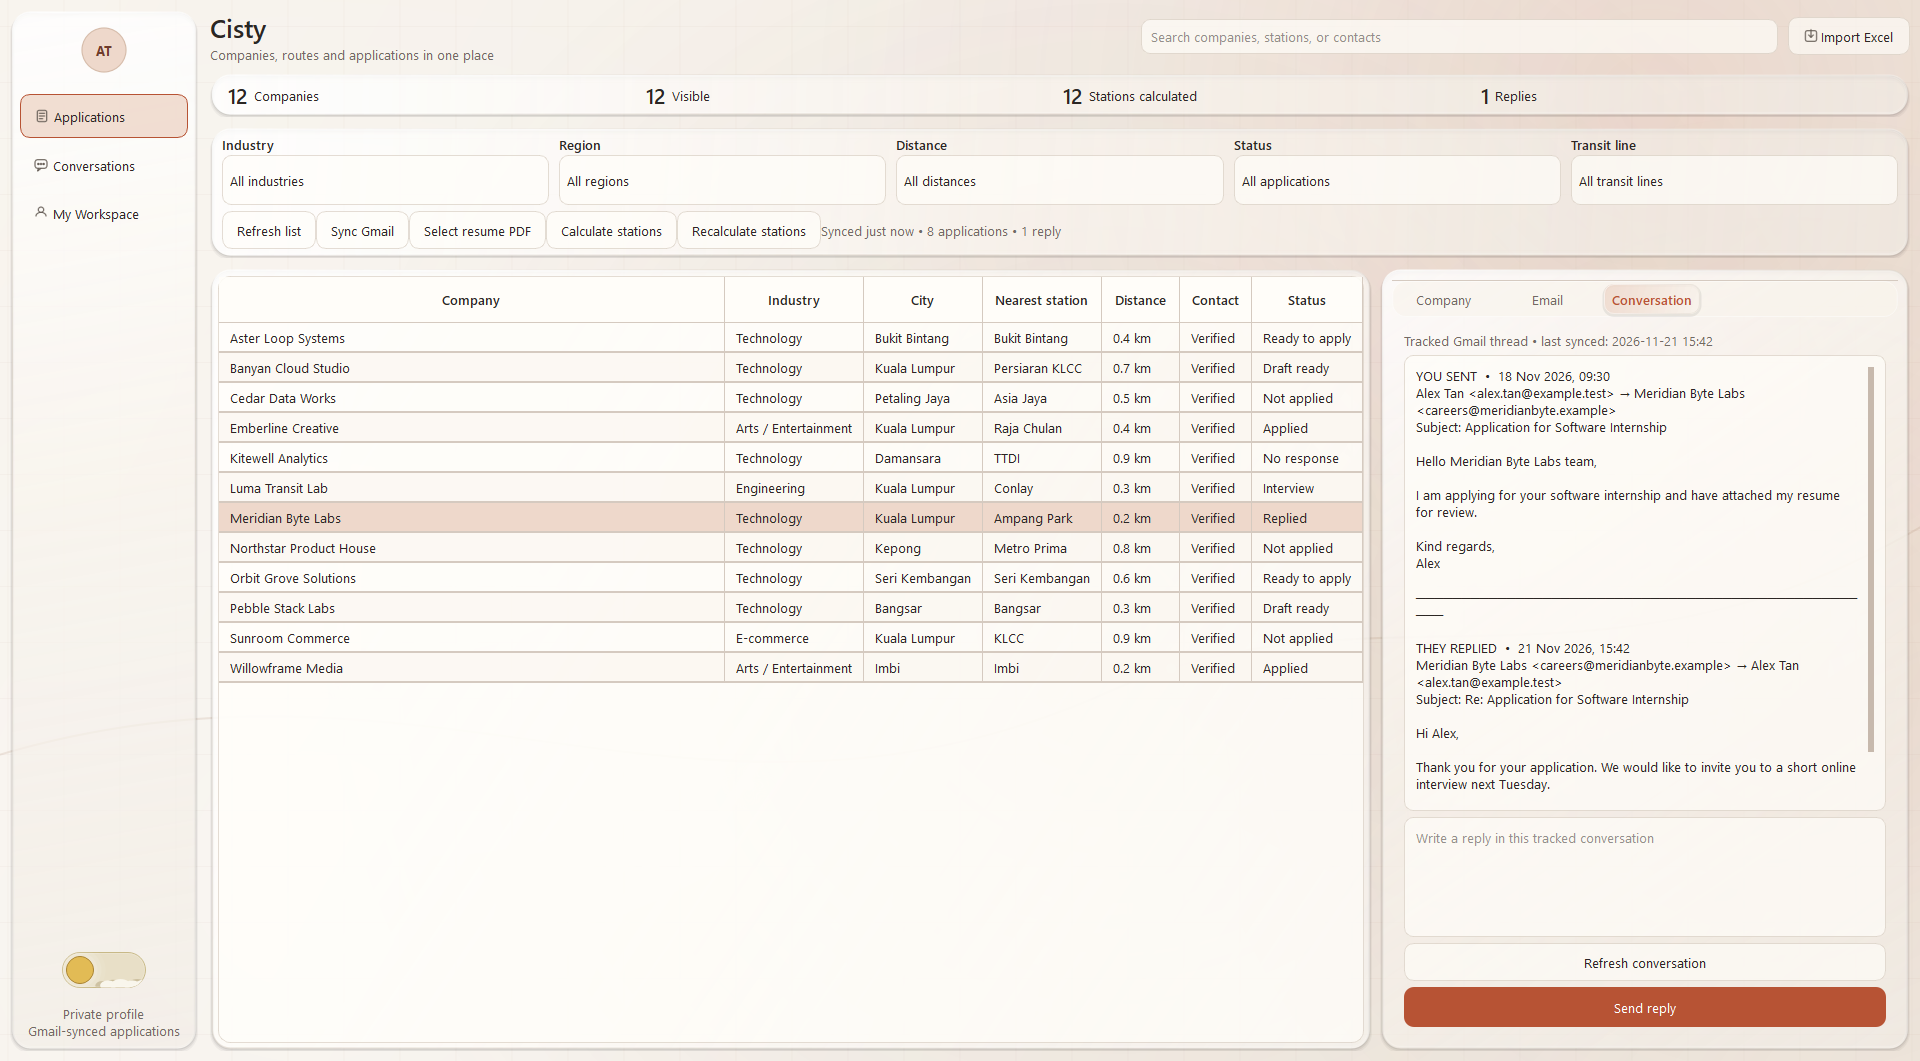 AT
Applications
Conversations
My Workspace
Private profile
Gmail-synced applications
Cisty
Companies, routes and applications in one place
Search companies, stations, or contacts
Import Excel
12 Companies
12 Visible
12 Stations calculated
1 Replies
Industry
All industries
Region
All regions
Distance
All distances
Status
All applications
Transit line
All transit lines
Refresh list
Sync Gmail
Select resume PDF
Calculate stations
Recalculate stations
Synced just now • 8 applications • 1 reply
Company Industry City Nearest station Distance Contact Status
Aster Loop Systems Technology Bukit Bintang Bukit Bintang 0.4 km Verified Ready to apply
Banyan Cloud Studio Technology Kuala Lumpur Persiaran KLCC 0.7 km Verified Draft ready
Cedar Data Works Technology Petaling Jaya Asia Jaya 0.5 km Verified Not applied
Emberline Creative Arts / Entertainment Kuala Lumpur Raja Chulan 0.4 km Verified Applied
Kitewell Analytics Technology Damansara TTDI 0.9 km Verified No response
Luma Transit Lab Engineering Kuala Lumpur Conlay 0.3 km Verified Interview
Meridian Byte Labs Technology Kuala Lumpur Ampang Park 0.2 km Verified Replied
Northstar Product House Technology Kepong Metro Prima 0.8 km Verified Not applied
Orbit Grove Solutions Technology Seri Kembangan Seri Kembangan 0.6 km Verified Ready to apply
Pebble Stack Labs Technology Bangsar Bangsar 0.3 km Verified Draft ready
Sunroom Commerce E-commerce Kuala Lumpur KLCC 0.9 km Verified Not applied
Willowframe Media Arts / Entertainment Imbi Imbi 0.2 km Verified Applied
Company
Email
Conversation
Tracked Gmail thread • last synced: 2026-11-21 15:42
YOU SENT • 18 Nov 2026, 09:30
Alex Tan <alex.tan@example.test> → Meridian Byte Labs
<careers@meridianbyte.example>
Subject: Application for Software Internship
Hello Meridian Byte Labs team,
I am applying for your software internship and have attached my resume
for review.
Kind regards,
Alex
THEY REPLIED • 21 Nov 2026, 15:42
Meridian Byte Labs <careers@meridianbyte.example> → Alex Tan
<alex.tan@example.test>
Subject: Re: Application for Software Internship
Hi Alex,
Thank you for your application. We would like to invite you to a short online
interview next Tuesday.
Write a reply in this tracked conversation
Refresh conversation
Send reply